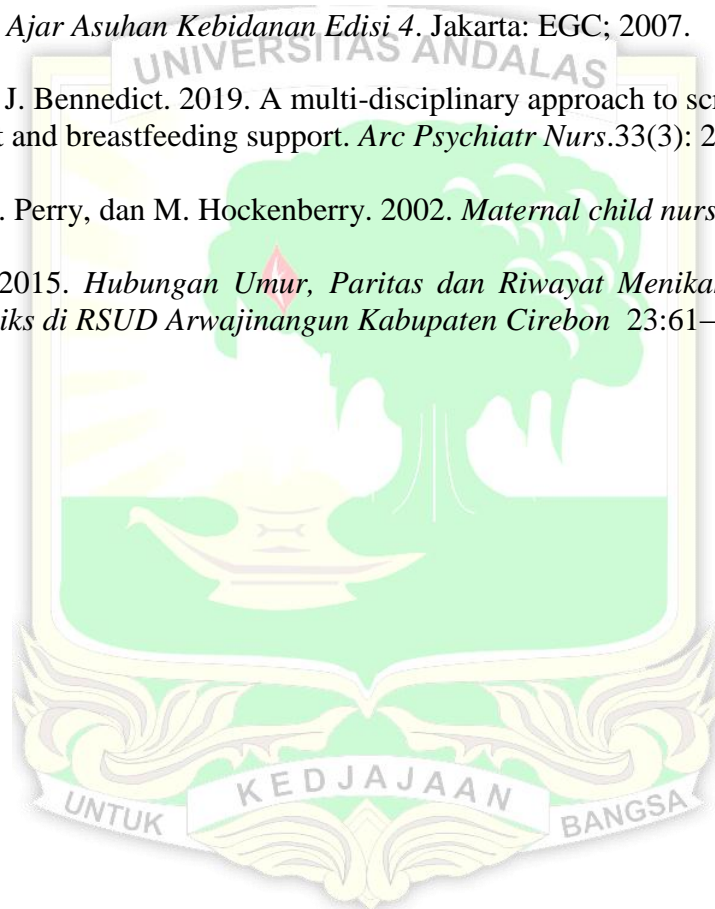 Ajar Asuhan Kebidanan Edisi 4. Jakarta: EGC; 2007.
UNIVERSITAS ANDALAS
J. Bennedict. 2019. A multi-disciplinary approach to scr
t and breastfeeding support. Arc Psychiatr Nurs.33(3): 2
. Perry, dan M. Hockenberry. 2002. Maternal child nurs
2015. Hubungan Umur, Paritas dan Riwayat Menika
iks di RSUD Arwajinangun Kabupaten Cirebon 23:61–
UNTUK KEDJAJAAN BANGSA